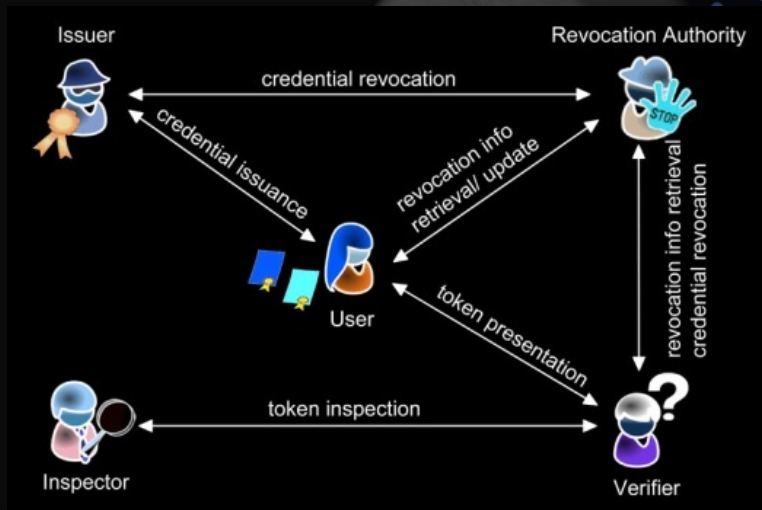 Issuer
Revocation Authority
credential revocation
STOP
credential issuance
revocation info
retrieval/ update
revocation info retrieval
credential revocation
User
token presentation
?
token inspection
Inspector
Verifier